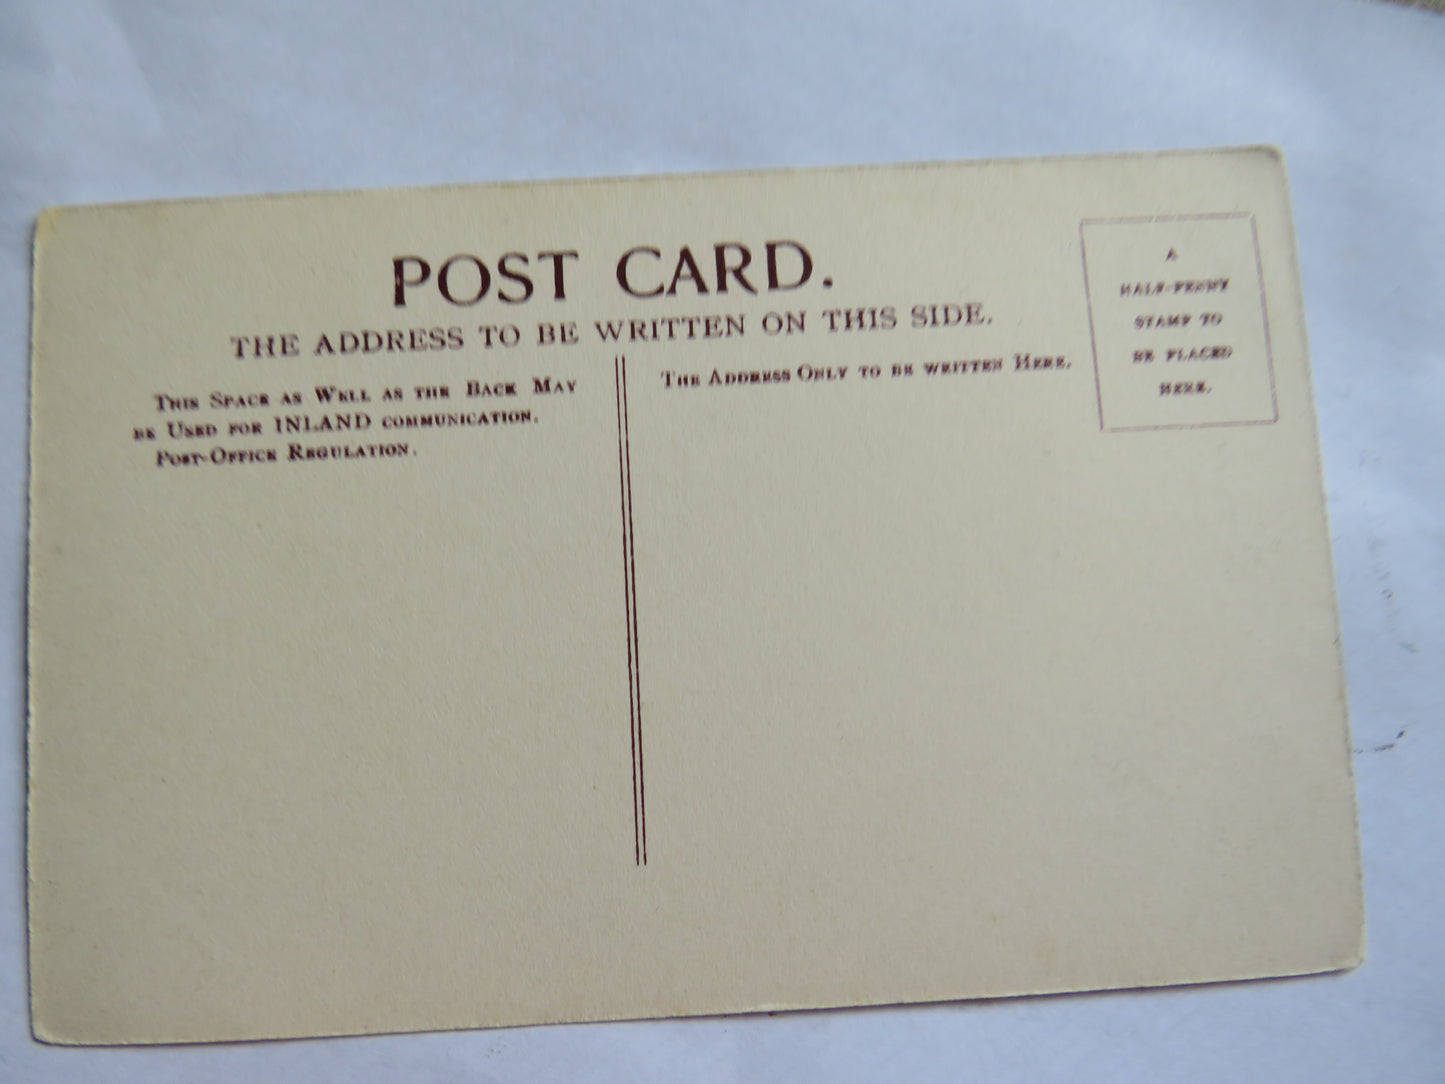 POST CARD.
THE ADDRESS TO BE WRITTEN ON THIS SIDE.
THIS SPACE AS WELL AS THE BACK MAY
BE USED FOR INLAND COMMUNICATION.
POST-OFFICE REGULATION.
THE ADDRESS ONLY TO BE WRITTEN HERE.
A
HALF-PENNY
STAMP TO
BE PLACED
HERE.